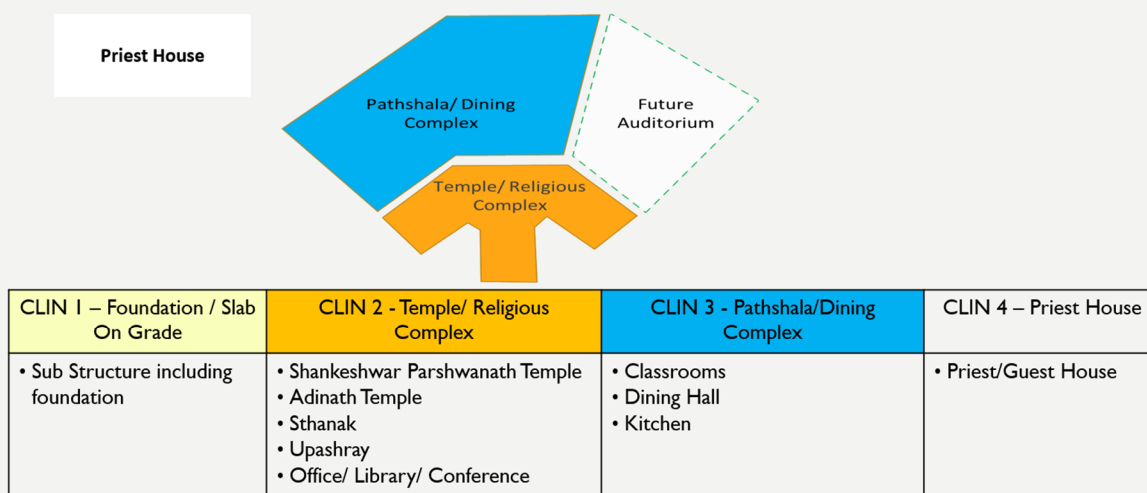 Priest House
Pathshala/ Dining
Complex
Future
Auditorium
Temple/ Religious
Complex
CLIN 1 – Foundation / Slab
On Grade
CLIN 2 - Temple/ Religious
Complex
CLIN 3 - Pathshala/Dining
Complex
CLIN 4 – Priest House
• Sub Structure including
foundation
• Shankeshwar Parshwanath Temple
• Adinath Temple
• Sthanak
• Upashray
• Office/ Library/ Conference
• Classrooms
• Dining Hall
• Kitchen
• Priest/Guest House